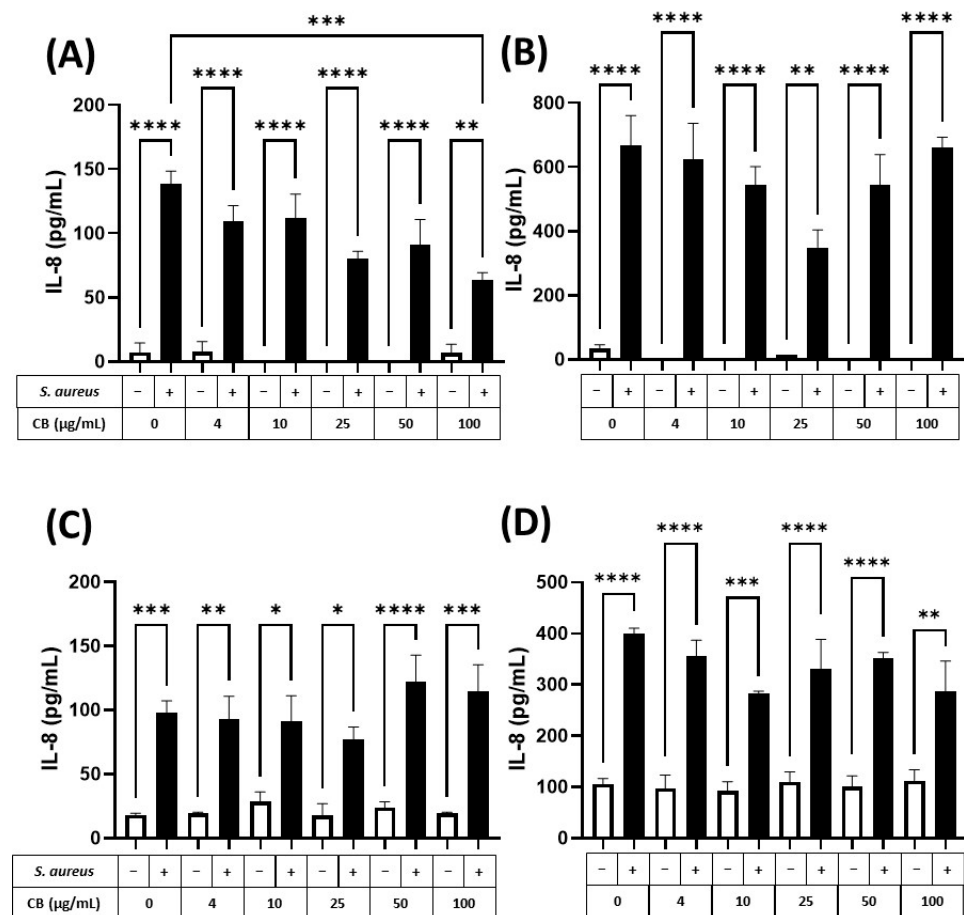 (A)
***
**** **** **** **** **** **
IL-8 (pg/mL)
200
150
100
50
0
S. aureus − + − + − + − + − + − +
CB (μg/mL) 0 4 10 25 50 100
(B)
**** **** **** ** **** ****
IL-8 (pg/mL)
800
600
400
200
0
− + − + − + − + − + − +
0 4 10 25 50 100
(C)
*** ** * * **** ***
IL-8 (pg/mL)
200
150
100
50
0
S. aureus − + − + − + − + − + − +
CB (μg/mL) 0 4 10 25 50 100
(D)
**** **** *** **** **** **
IL-8 (pg/mL)
500
400
300
200
100
0
− + − + − + − + − + − +
0 4 10 25 50 100